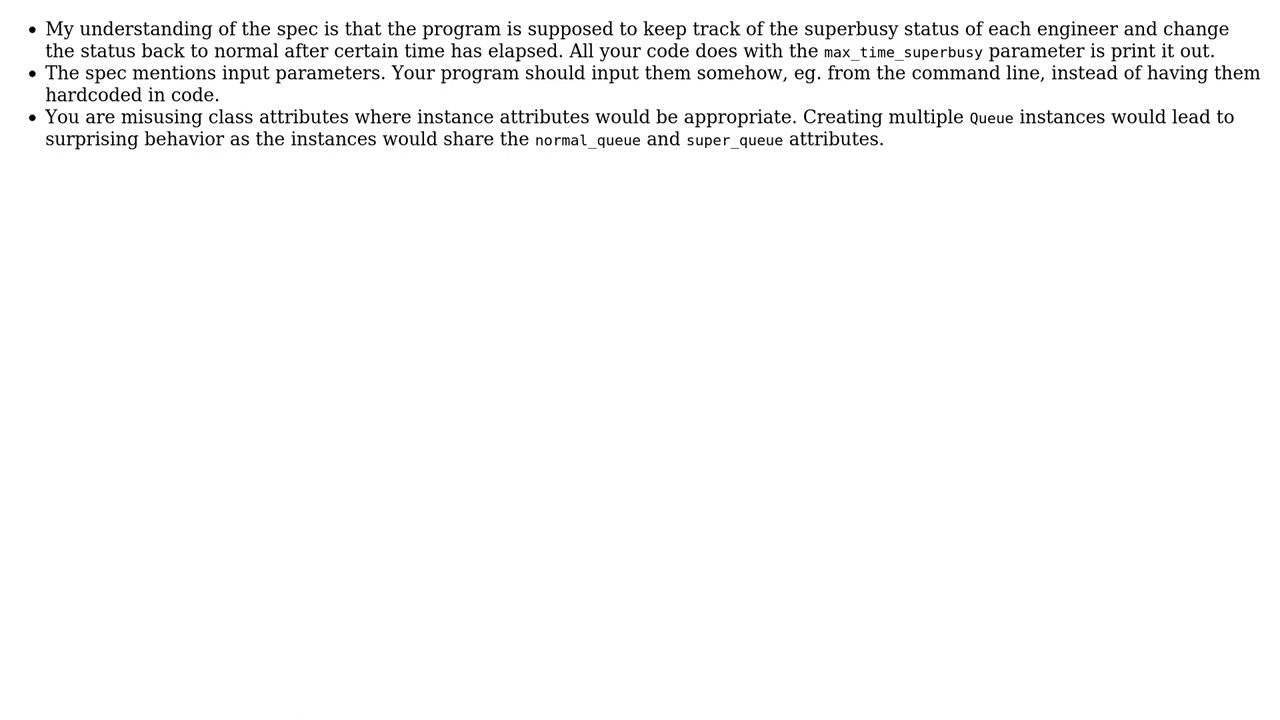 • My understanding of the spec is that the program is supposed to keep track of the superbusy status of each engineer and change
the status back to normal after certain time has elapsed. All your code does with the max_time_superbusy parameter is print it out.
• The spec mentions input parameters. Your program should input them somehow, eg. from the command line, instead of having them
hardcoded in code.
• You are misusing class attributes where instance attributes would be appropriate. Creating multiple Queue instances would lead to
surprising behavior as the instances would share the normal_queue and super_queue attributes.